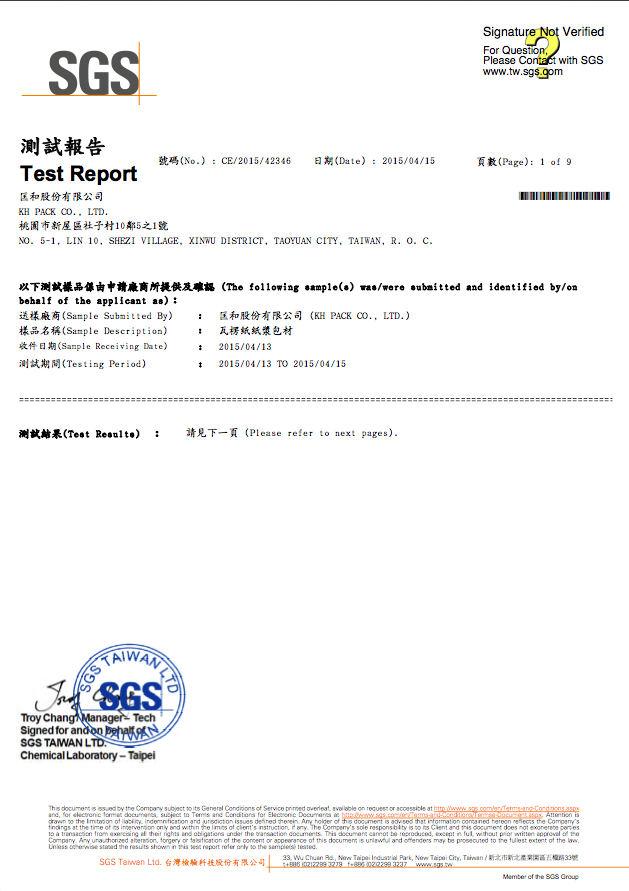 Signature Not Verified
For Question,
Please Contact with SGS
www.tw.sgs.com
SGS
測試報告
Test Report
號碼(No.) : CE/2015/42346 日期(Date) : 2015/04/15 頁數(Page): 1 of 9
匡和股份有限公司
KH PACK CO., LTD.
桃園市新屋區社子村10鄰5之1號
NO. 5-1, LIN 10, SHEZI VILLAGE, XINWU DISTRICT, TAOYUAN CITY, TAIWAN, R. O. C.
以下測試樣品係由申請廠商所提供及確認 (The following sample(s) was/were submitted and identified by/on
behalf of the applicant as):
送樣廠商(Sample Submitted By) : 匡和股份有限公司 (KH PACK CO., LTD.)
樣品名稱(Sample Description) : 瓦楞紙紙漿包材
收件日期(Sample Receiving Date) : 2015/04/13
測試期間(Testing Period) : 2015/04/13 TO 2015/04/15
測試結果(Test Results) : 請見下一頁 (Please refer to next pages).
SGS TAIWAN LTD
SGS
TAIWAN
Troy Chang/ Manager – Tech
Signed for and on behalf of
SGS TAIWAN LTD.
Chemical Laboratory – Taipei
This document is issued by the Company subject to its General Conditions of Service printed overleaf, available on request or accessible at http://www.sgs.com/en/Terms-and-Conditions.aspx
and, for electronic format documents, subject to Terms and Conditions for Electronic Documents at http://www.sgs.com/en/Terms-and-Conditions/Terms-e-Document.aspx. Attention is
drawn to the limitation of liability, indemnification and jurisdiction issues defined therein. Any holder of this document is advised that information contained hereon reflects the Company's
findings at the time of its intervention only and within the limits of client's instruction, if any. The Company's sole responsibility is to its Client and this document does not exonerate parties
to a transaction from exercising all their rights and obligations under the transaction documents. This document cannot be reproduced, except in full, without prior written approval of the
Company. Any unauthorized alteration, forgery or falsification of the content or appearance of this document is unlawful and offenders may be prosecuted to the fullest extent of the law.
Unless otherwise stated the results shown in this test report refer only to the sample(s) tested.
SGS Taiwan Ltd. 台灣檢驗科技股份有限公司
33, Wu Chuan Rd., New Taipei Industrial Park, New Taipei City, Taiwan / 新北市新北產業園區五權路33號
t+886 (02)2299 3279 f+886 (02)2299 3237 www.sgs.tw
Member of the SGS Group